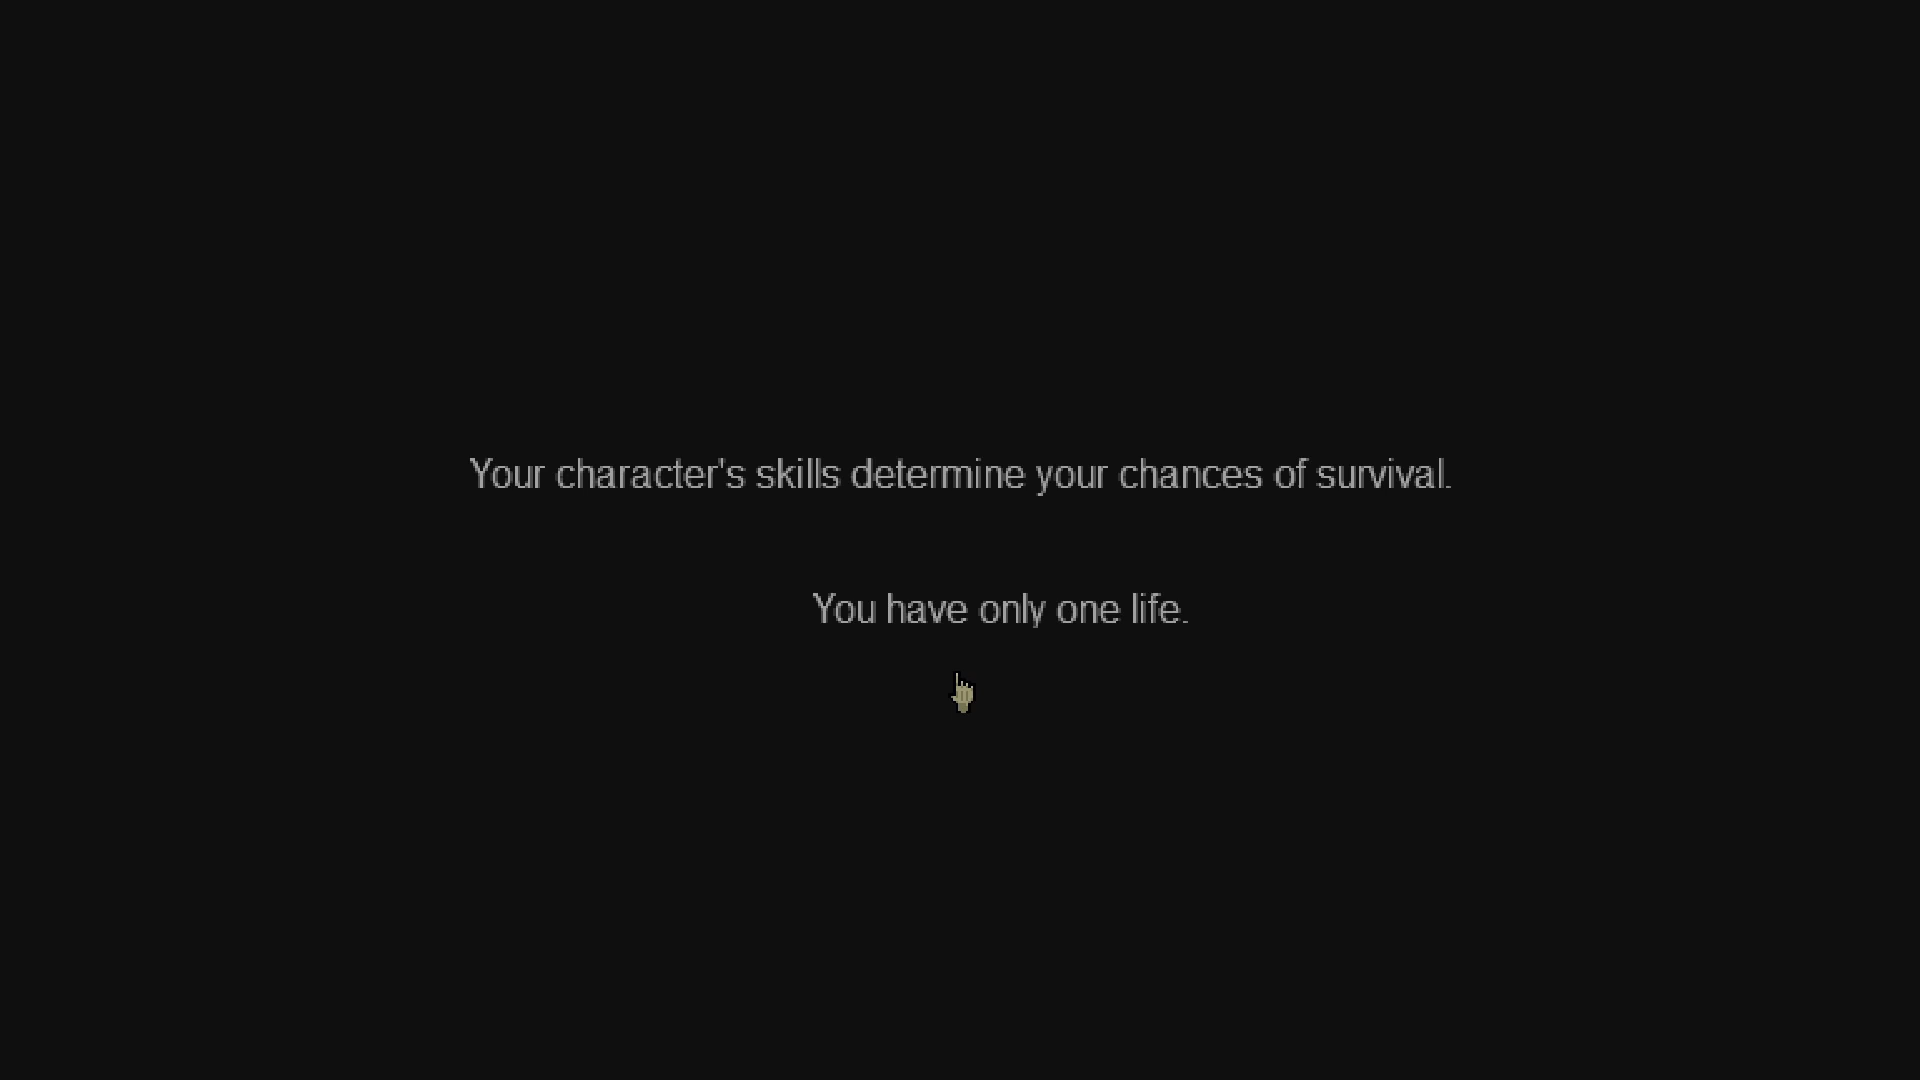 Your character's skills determine your chances of survival.
You have only one life.